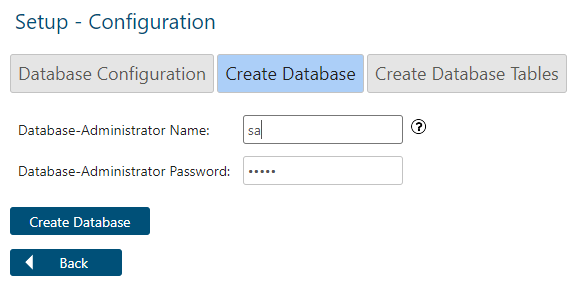 Setup - Configuration
Database Configuration Create Database Create Database Tables
Database-Administrator Name: sa ?
Database-Administrator Password: •••••
Create Database
Back